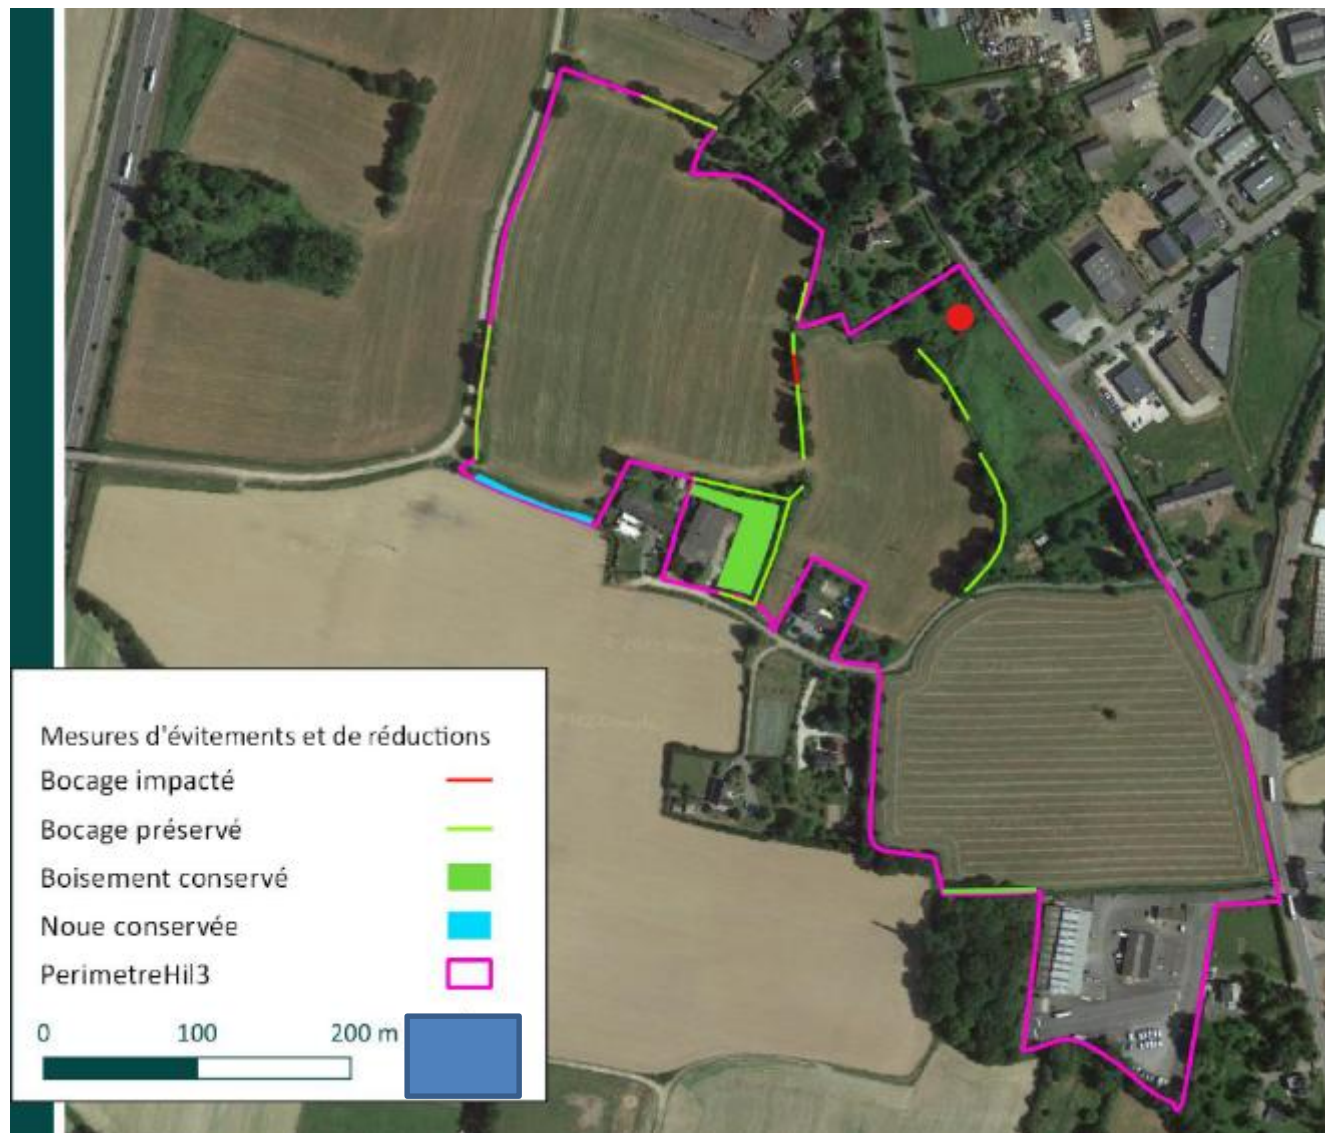 Mesures d'évitements et de réductions
Bocage impacté
Bocage préservé
Boisement conservé
Noue conservée
PerimetreHil3
0 100 200 m